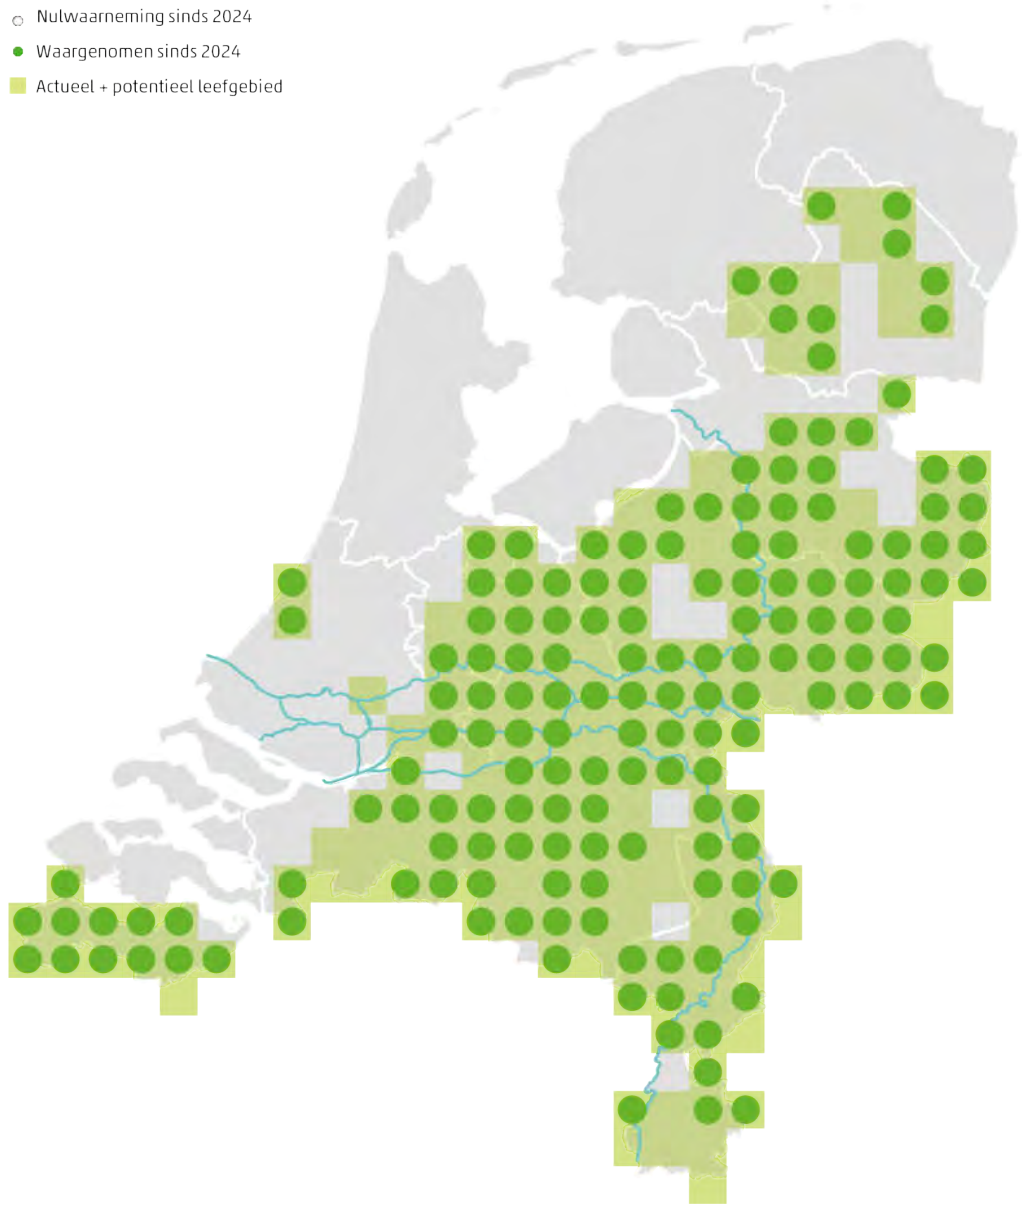 Nulwaarneming sinds 2024
Waargenomen sinds 2024
Actueel + potentieel leefgebied